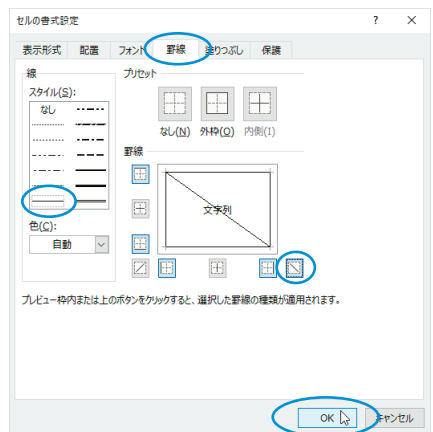 セルの書式設定 ? ×
表示形式 配置 フォント 罫線 塗りつぶし 保護
線
スタイル(S):
なし
色(C):
自動
プリセット
なし(N) 外枠(O) 内側(I)
罫線
文字列
プレビュー枠内または上のボタンをクリックすると、選択した罫線の種類が適用されます。
OK キャンセル